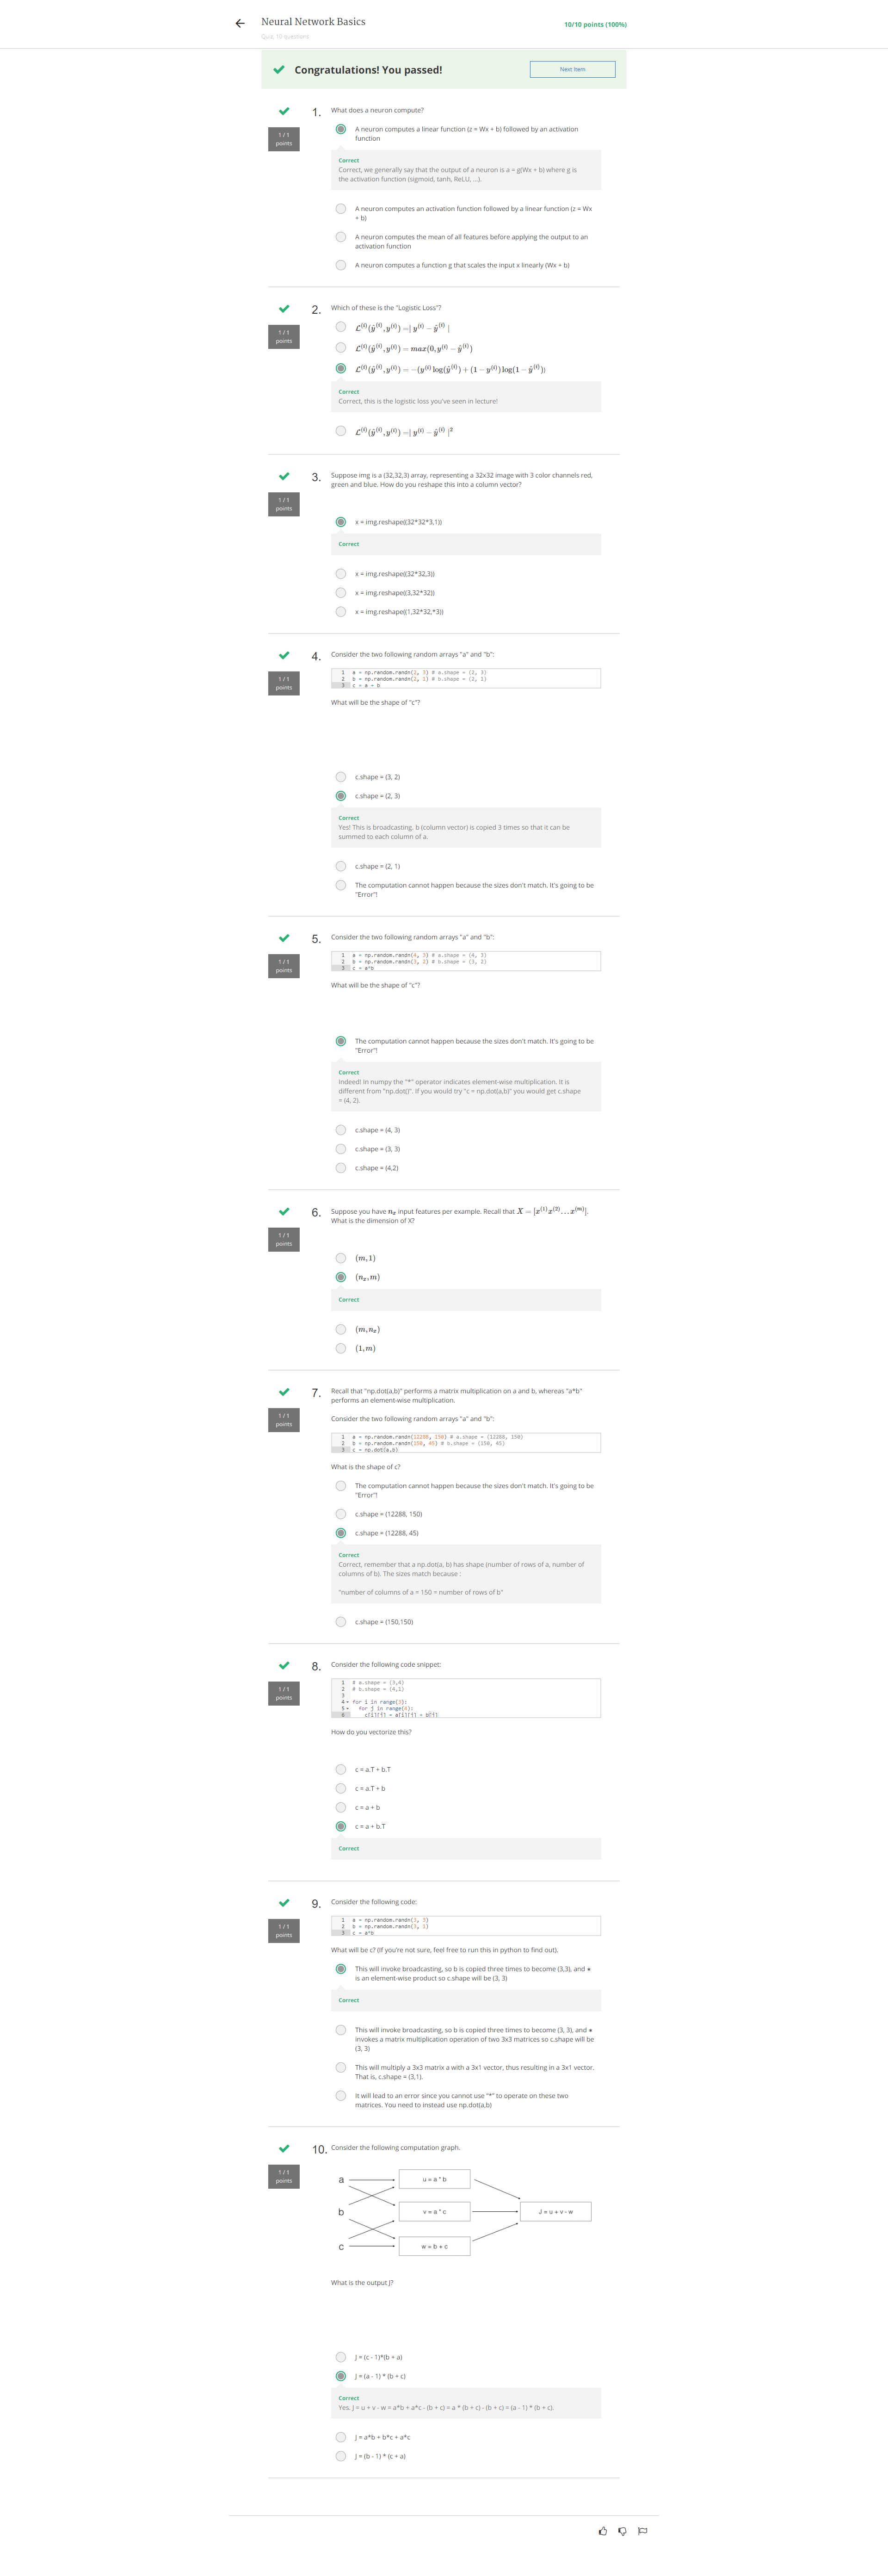 Neural Network Basics
10/10 points (100%)
Quiz, 10 questions
Congratulations! You passed!
Next Item
1.
What does a neuron compute?
1 / 1
points
A neuron computes a linear function (z = Wx + b) followed by an activation
function
Correct
Correct, we generally say that the output of a neuron is a = g(Wx + b) where g is
the activation function (sigmoid, tanh, ReLU, ...).
A neuron computes an activation function followed by a linear function (z = Wx
+ b)
A neuron computes the mean of all features before applying the output to an
activation function
A neuron computes a function g that scales the input x linearly (Wx + b)
2.
Which of these is the "Logistic Loss"?
1 / 1
points
ℒ⁽ⁱ⁾(ŷ⁽ⁱ⁾, y⁽ⁱ⁾) =| y⁽ⁱ⁾ − ŷ⁽ⁱ⁾ |
ℒ⁽ⁱ⁾(ŷ⁽ⁱ⁾, y⁽ⁱ⁾) = max(0, y⁽ⁱ⁾ − ŷ⁽ⁱ⁾)
ℒ⁽ⁱ⁾(ŷ⁽ⁱ⁾, y⁽ⁱ⁾) = −(y⁽ⁱ⁾ log(ŷ⁽ⁱ⁾) + (1 − y⁽ⁱ⁾) log(1 − ŷ⁽ⁱ⁾))
Correct
Correct, this is the logistic loss you've seen in lecture!
ℒ⁽ⁱ⁾(ŷ⁽ⁱ⁾, y⁽ⁱ⁾) =| y⁽ⁱ⁾ − ŷ⁽ⁱ⁾ |²
3.
Suppose img is a (32,32,3) array, representing a 32x32 image with 3 color channels red,
green and blue. How do you reshape this into a column vector?
1 / 1
points
x = img.reshape((32*32*3,1))
Correct
x = img.reshape((32*32,3))
x = img.reshape((3,32*32))
x = img.reshape((1,32*32,*3))
4.
Consider the two following random arrays "a" and "b":
1 / 1
points
1 a = np.random.randn(2, 3) # a.shape = (2, 3)
2 b = np.random.randn(2, 1) # b.shape = (2, 1)
3 c = a + b
What will be the shape of "c"?
c.shape = (3, 2)
c.shape = (2, 3)
Correct
Yes! This is broadcasting. b (column vector) is copied 3 times so that it can be
summed to each column of a.
c.shape = (2, 1)
The computation cannot happen because the sizes don't match. It's going to be
"Error"!
5.
Consider the two following random arrays "a" and "b":
1 / 1
points
1 a = np.random.randn(4, 3) # a.shape = (4, 3)
2 b = np.random.randn(3, 2) # b.shape = (3, 2)
3 c = a*b
What will be the shape of "c"?
The computation cannot happen because the sizes don't match. It's going to be
"Error"!
Correct
Indeed! In numpy the "*" operator indicates element-wise multiplication. It is
different from "np.dot()". If you would try "c = np.dot(a,b)" you would get c.shape
= (4, 2).
c.shape = (4, 3)
c.shape = (3, 3)
c.shape = (4,2)
6.
Suppose you have nₓ input features per example. Recall that X = [x⁽¹⁾x⁽²⁾...x⁽ᵐ⁾].
What is the dimension of X?
1 / 1
points
(m, 1)
(nₓ, m)
Correct
(m, nₓ)
(1, m)
7.
Recall that "np.dot(a,b)" performs a matrix multiplication on a and b, whereas "a*b"
performs an element-wise multiplication.
1 / 1
points
Consider the two following random arrays "a" and "b":
1 a = np.random.randn(12288, 150) # a.shape = (12288, 150)
2 b = np.random.randn(150, 45) # b.shape = (150, 45)
3 c = np.dot(a,b)
What is the shape of c?
The computation cannot happen because the sizes don't match. It's going to be
"Error"!
c.shape = (12288, 150)
c.shape = (12288, 45)
Correct
Correct, remember that a np.dot(a, b) has shape (number of rows of a, number of
columns of b). The sizes match because :
"number of columns of a = 150 = number of rows of b"
c.shape = (150,150)
8.
Consider the following code snippet:
1 / 1
points
1 # a.shape = (3,4)
2 # b.shape = (4,1)
3
4 for i in range(3):
5 for j in range(4):
6 c[i][j] = a[i][j] + b[j]
How do you vectorize this?
c = a.T + b.T
c = a.T + b
c = a + b
c = a + b.T
Correct
9.
Consider the following code:
1 / 1
points
1 a = np.random.randn(3, 3)
2 b = np.random.randn(3, 1)
3 c = a*b
What will be c? (If you're not sure, feel free to run this in python to find out).
This will invoke broadcasting, so b is copied three times to become (3,3), and *
is an element-wise product so c.shape will be (3, 3)
Correct
This will invoke broadcasting, so b is copied three times to become (3, 3), and *
invokes a matrix multiplication operation of two 3x3 matrices so c.shape will be
(3, 3)
This will multiply a 3x3 matrix a with a 3x1 vector, thus resulting in a 3x1 vector.
That is, c.shape = (3,1).
It will lead to an error since you cannot use "*" to operate on these two
matrices. You need to instead use np.dot(a,b)
10.
Consider the following computation graph.
1 / 1
points
a
u = a * b
b
v = a * c
J = u + v - w
c
w = b + c
What is the output J?
J = (c - 1)*(b + a)
J = (a - 1) * (b + c)
Correct
Yes. J = u + v - w = a*b + a*c - (b + c) = a * (b + c) - (b + c) = (a - 1) * (b + c).
J = a*b + b*c + a*c
J = (b - 1) * (c + a)